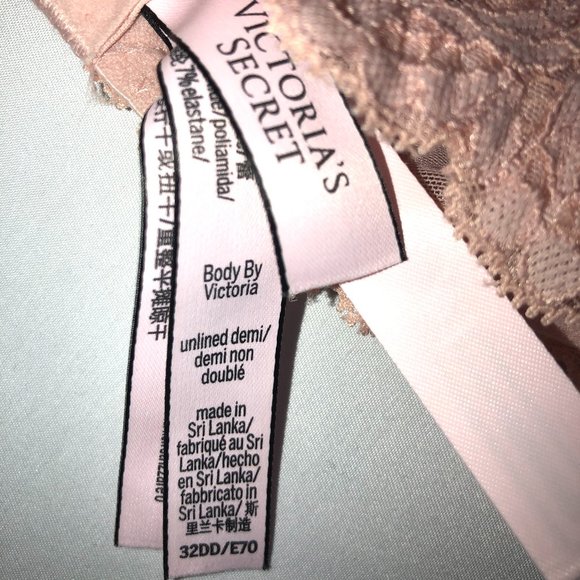 VICTORIA'S
SECRET
7% elastane/
poliamida/
Body By
Victoria
unlined demi/
demi non
doublé
made in
Sri Lanka/
fabriqué au Sri
Lanka/hecho
en Sri Lanka/
fabbricato in
Sri Lanka/ 斯
里兰卡制造
32DD/E70